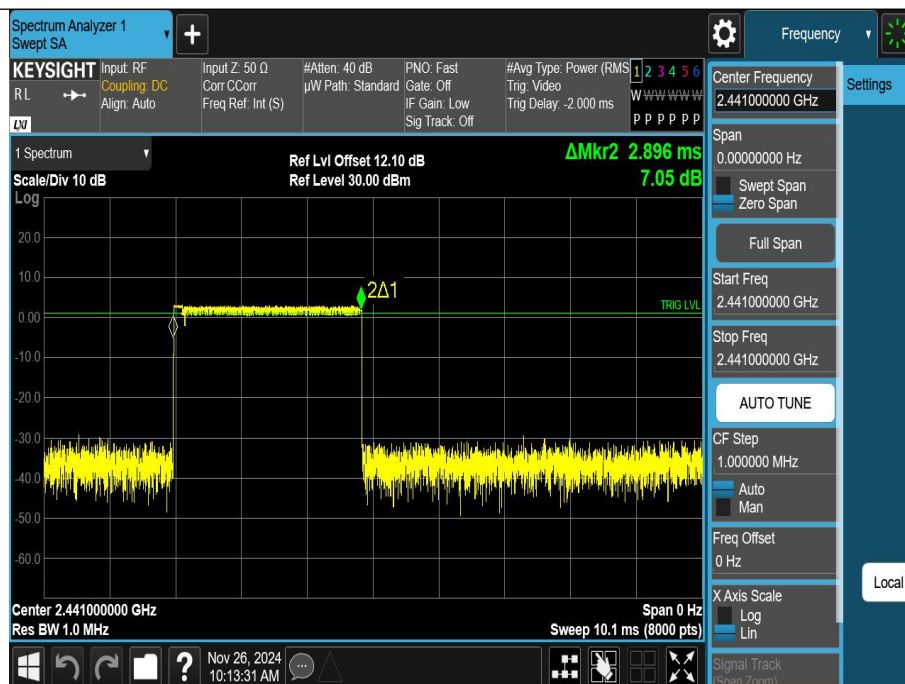 Spectrum Analyzer 1
Swept SA
+
Frequency
KEYSIGHT
RL
LXI
Input: RF
Coupling: DC
Align: Auto
Input Z: 50 Ω
Corr CCorr
Freq Ref: Int (S)
#Atten: 40 dB
µW Path: Standard
PNO: Fast
Gate: Off
IF Gain: Low
Sig Track: Off
#Avg Type: Power (RMS
Trig: Video
Trig Delay: -2.000 ms
1 2 3 4 5 6
W W W W W W
P P P P P P
Settings
1 Spectrum
Scale/Div 10 dB
Log
Ref Lvl Offset 12.10 dB
Ref Level 30.00 dBm
ΔMkr2 2.896 ms
7.05 dB
20.0
10.0
0.00
-10.0
-20.0
-30.0
-40.0
-50.0
-60.0
2Δ1
TRIG LVL
Center 2.441000000 GHz
Res BW 1.0 MHz
Span 0 Hz
Sweep 10.1 ms (8000 pts)
Center Frequency
2.441000000 GHz
Span
0.00000000 Hz
Swept Span
Zero Span
Full Span
Start Freq
2.441000000 GHz
Stop Freq
2.441000000 GHz
AUTO TUNE
CF Step
1.000000 MHz
Auto
Man
Freq Offset
0 Hz
X Axis Scale
Log
Lin
Signal Track
(Span Zoom)
Local
?
Nov 26, 2024
10:13:31 AM